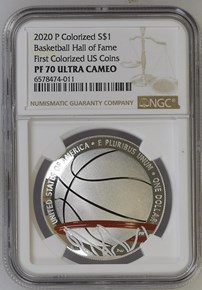 2020 P Colorized S$1
Basketball Hall of Fame
First Colorized US Coins
PF 70 ULTRA CAMEO
6578474-011
NUMISMATIC GUARANTY COMPANY
NGC
UNITED STATES OF AMERICA • E PLURIBUS UNUM • ONE DOLLAR